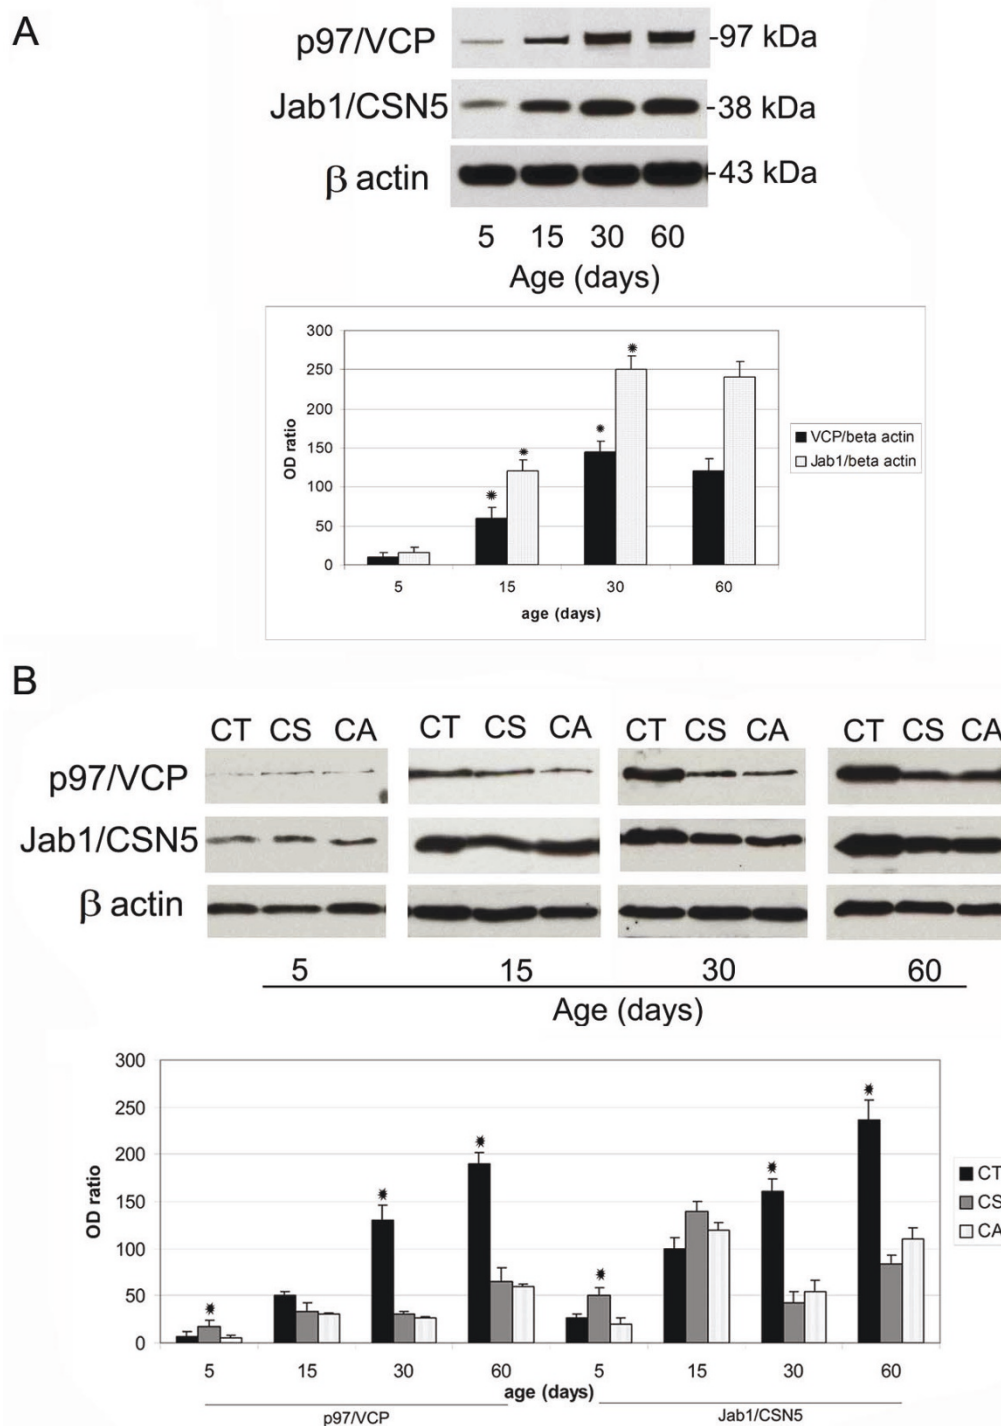 A
p97/VCP
-97 kDa
Jab1/CSN5
-38 kDa
β actin
-43 kDa
5 15 30 60
Age (days)
300
250
200
150
100
50
0
OD ratio
5 15 30 60
age (days)
VCP/beta actin
Jab1/beta actin
B
CT CS CA CT CS CA CT CS CA CT CS CA
p97/VCP
Jab1/CSN5
β actin
5 15 30 60
Age (days)
300
250
200
150
100
50
0
OD ratio
5 15 30 60 5 15 30 60
age (days)
p97/VCP Jab1/CSN5
CT
CS
CA